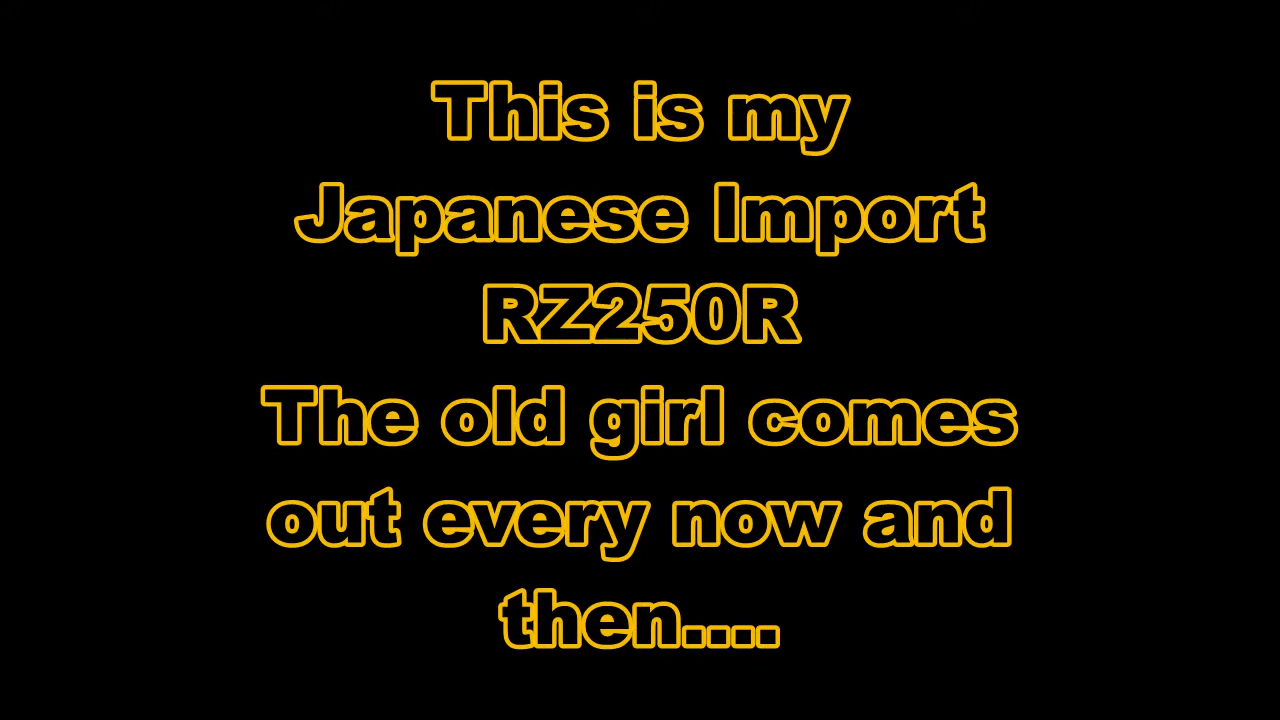 This is my
Japanese Import
RZ250R
The old girl comes
out every now and
then....